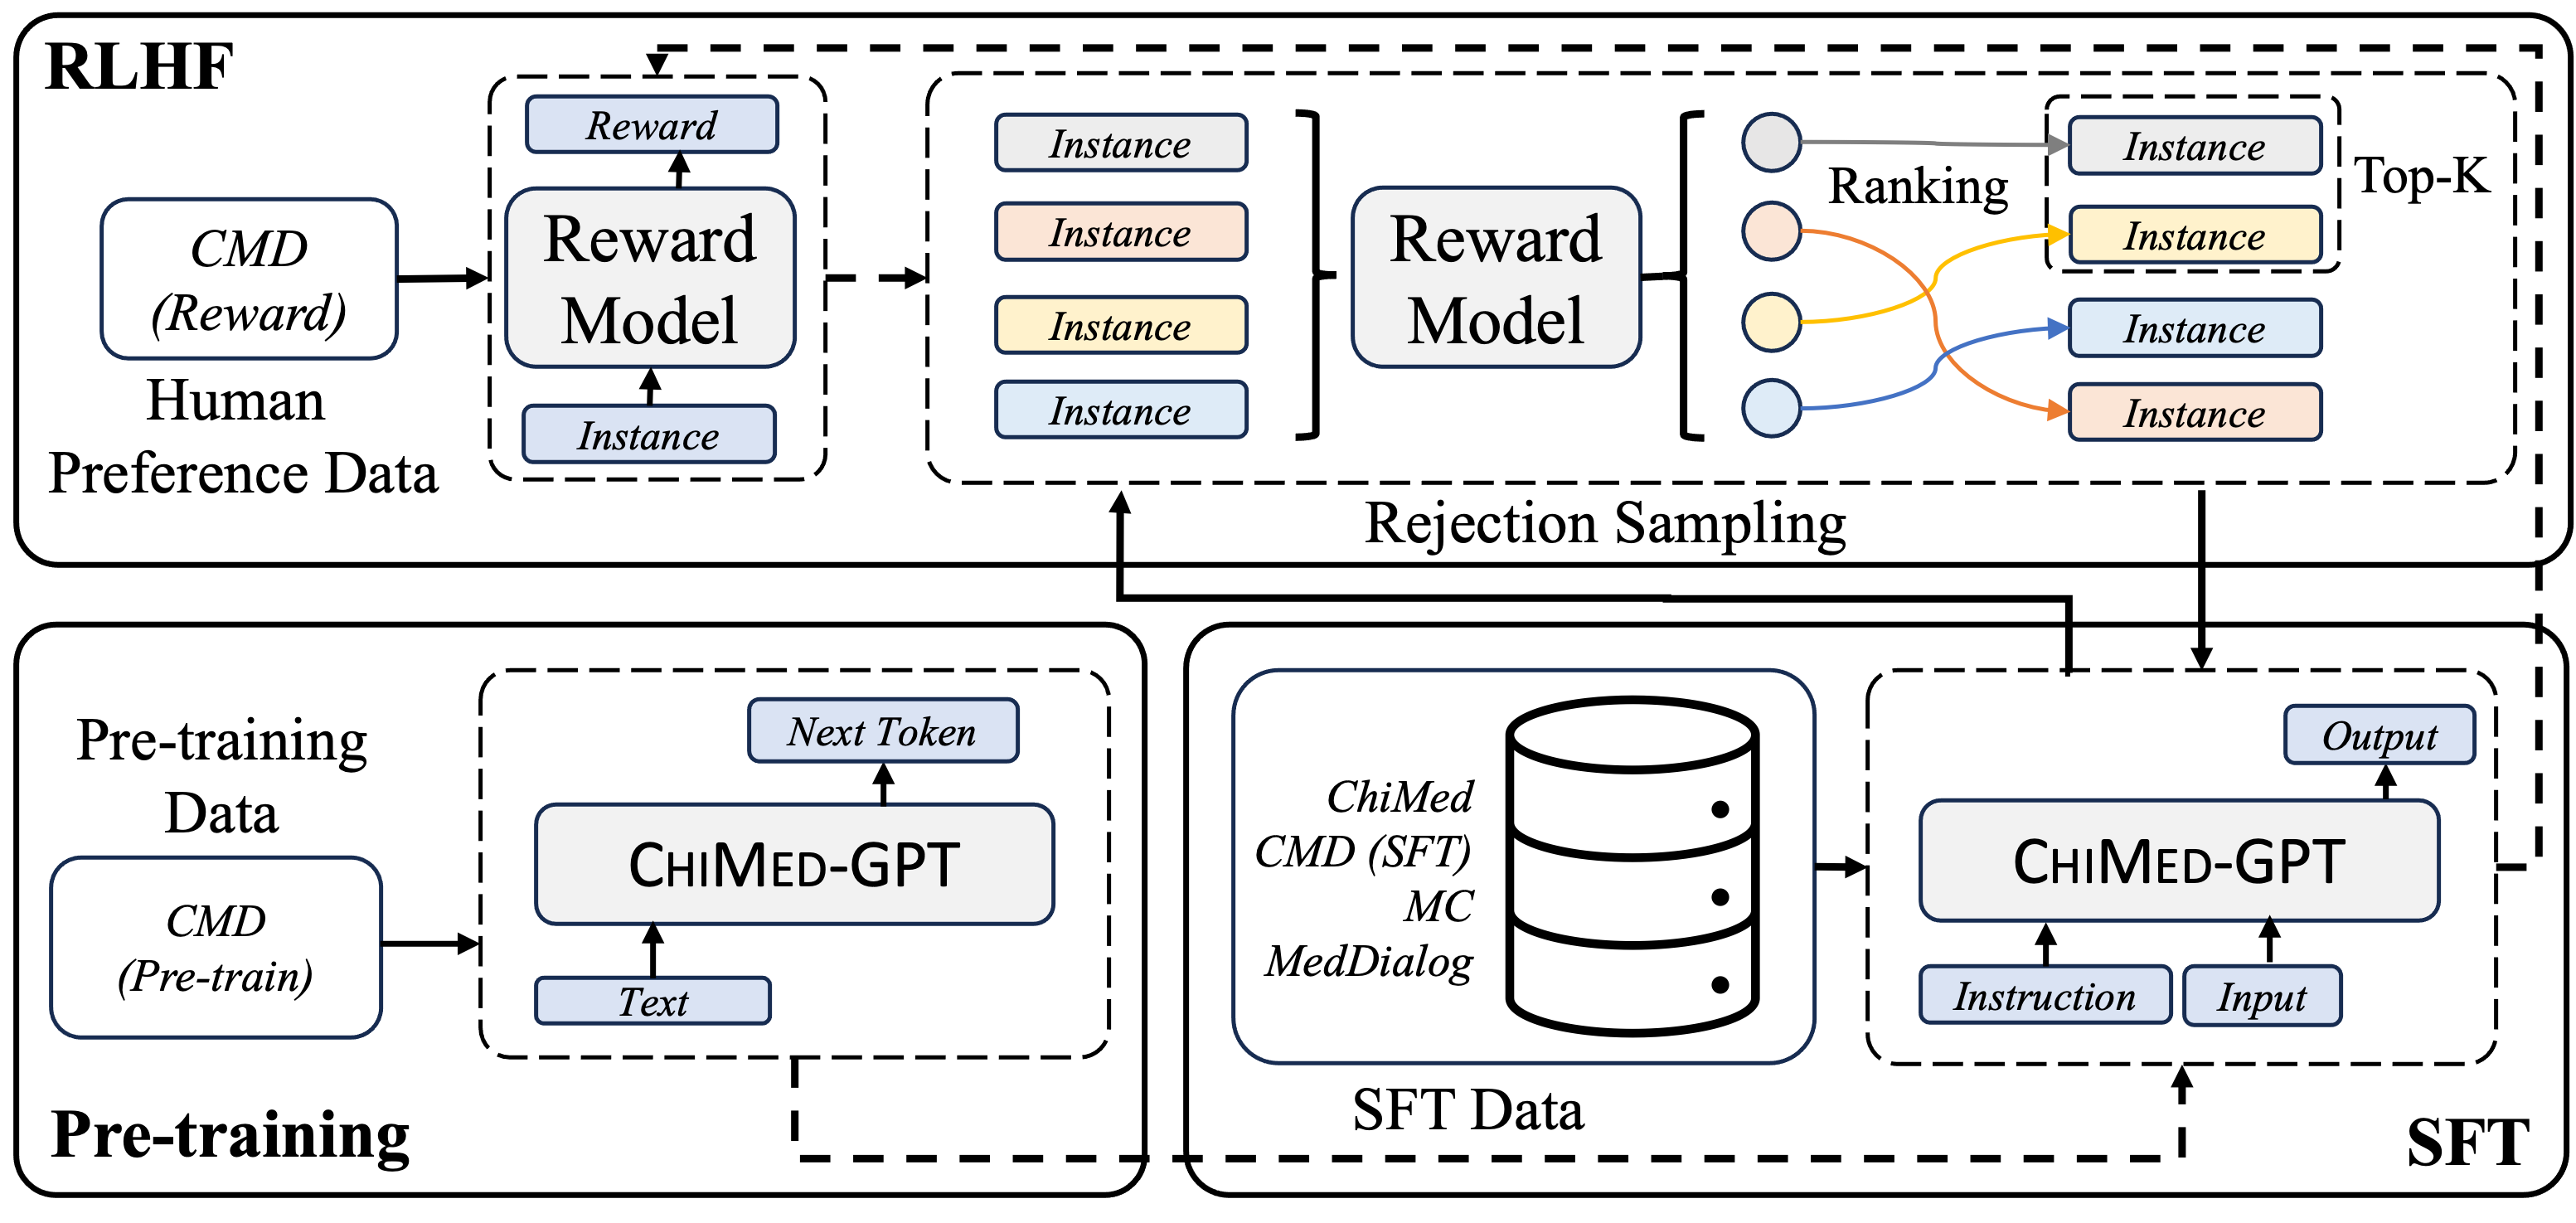 RLHF
CMD
(Reward)
Human
Preference Data
Reward
Reward
Model
Instance
Instance
Instance
Instance
Instance
Reward
Model
Ranking
Instance
Instance
Instance
Instance
Top-K
Rejection Sampling
Pre-training
Data
CMD
(Pre-train)
Next Token
CHIMED-GPT
Text
Pre-training
ChiMed
CMD (SFT)
MC
MedDialog
SFT Data
Output
CHIMED-GPT
Instruction
Input
SFT